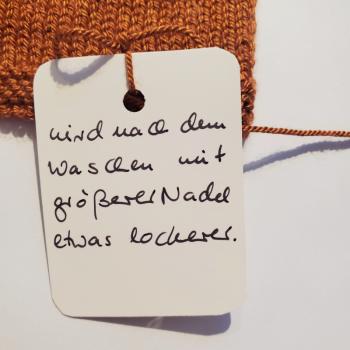 wird nach dem
Waschen mit
größerer Nadel
etwas lockerer.